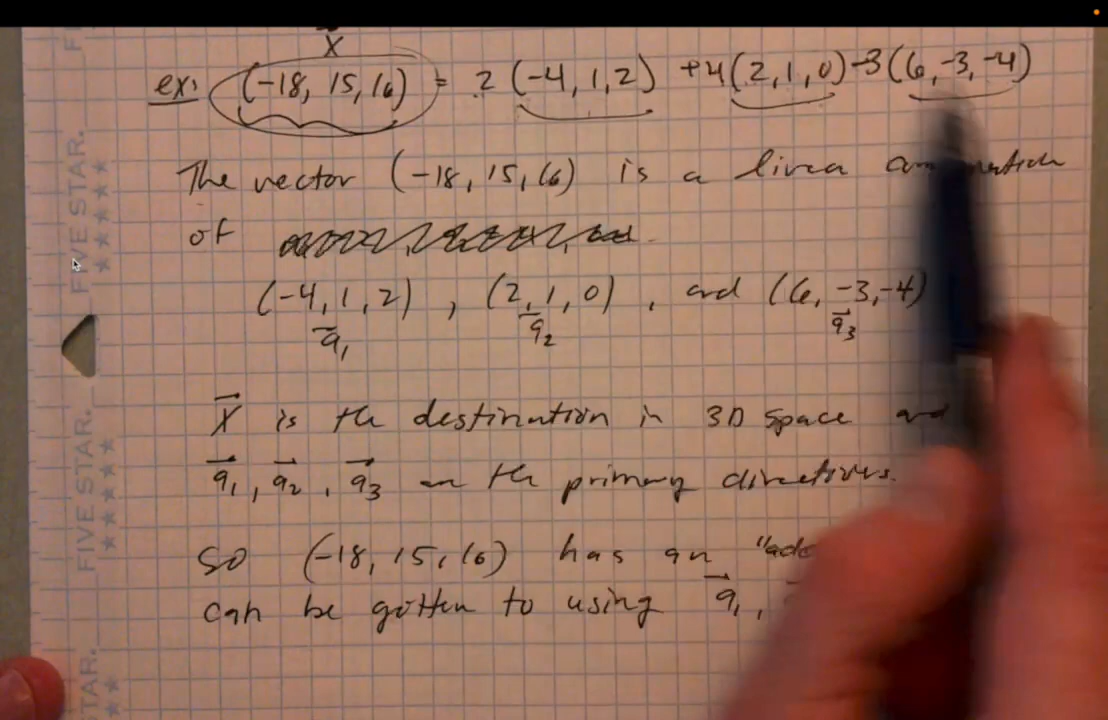 x
ex: (-18, 15, 16) = 2 (-4, 1, 2) +4(2, 1, 0) -3(6, -3, -4)
The vector (-18, 15, 16) is a linear
of
(-4, 1, 2), (2, 1, 0), and (6, -3, -4)
a1 a2 a3
X is the destination in 3D space and
a1, a2, a3 are the primary directives.
So (-18, 15, 16) has an
can be gotten to using a1,
FIVE STAR.
FIVE STAR.
STAR.